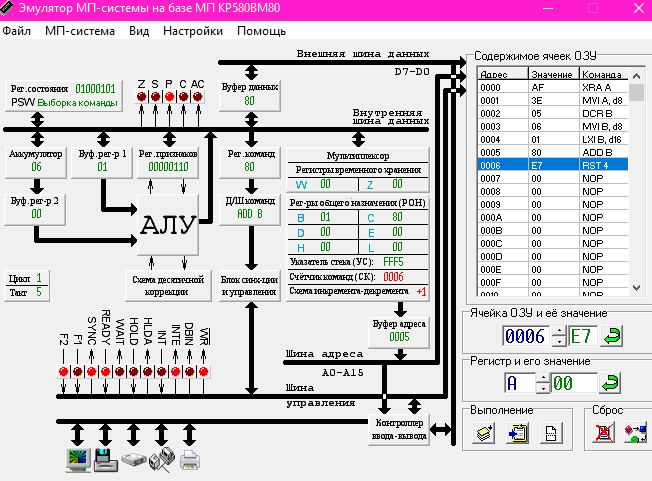 Эмулятор МП-системы на базе МП КР580ВМ80
Файл МП-система Вид Настройки Помощь
Внешняя шина данных
D7-D0
Рег.состояния 01000101
PSW Выборка команды
Z S P C AC
Буфер данных
80
Внутренняя
шина данных
Аккумулятор
06
Буф.рег-р 1
01
Рег.признаков
00000110
Рег.команд
80
Мультиплексор
Регистры временного хранения
W 00 Z 00
Буф.рег-р 2
00
АЛУ
Д/Ш команд
ADD B
Рег-ры общего назначения (РОН)
B 01 C 80
D 00 E 00
H 00 L 00
Указатель стека (УС): FFF5
Счётчик команд (СК): 0006
Схема инкремента-декремента +1
Цикл 1
Такт 5
Схема десятичной
коррекции
Блок синх-ции
и управления
Буфер адреса
0005
F2 F1 SYNC READY WAIT HOLD HLDA INT INTE DBIN WR
Шина адреса
A0-A15
Шина
управления
Контроллер
ввода-вывода
Содержимое ячеек ОЗУ
Адрес Значение Команда
0000 AF XRA A
0001 3E MVI A, d8
0002 05 DCR B
0003 06 MVI B, d8
0004 01 LXI B, d16
0005 80 ADD B
0006 E7 RST 4
0007 00 NOP
0008 00 NOP
0009 00 NOP
000A 00 NOP
000B 00 NOP
000C 00 NOP
000D 00 NOP
000E 00 NOP
000F 00 NOP
0010 00 NOP
Ячейка ОЗУ и её значение
0006 E7
Регистр и его значение
A 00
Выполнение
Сброс